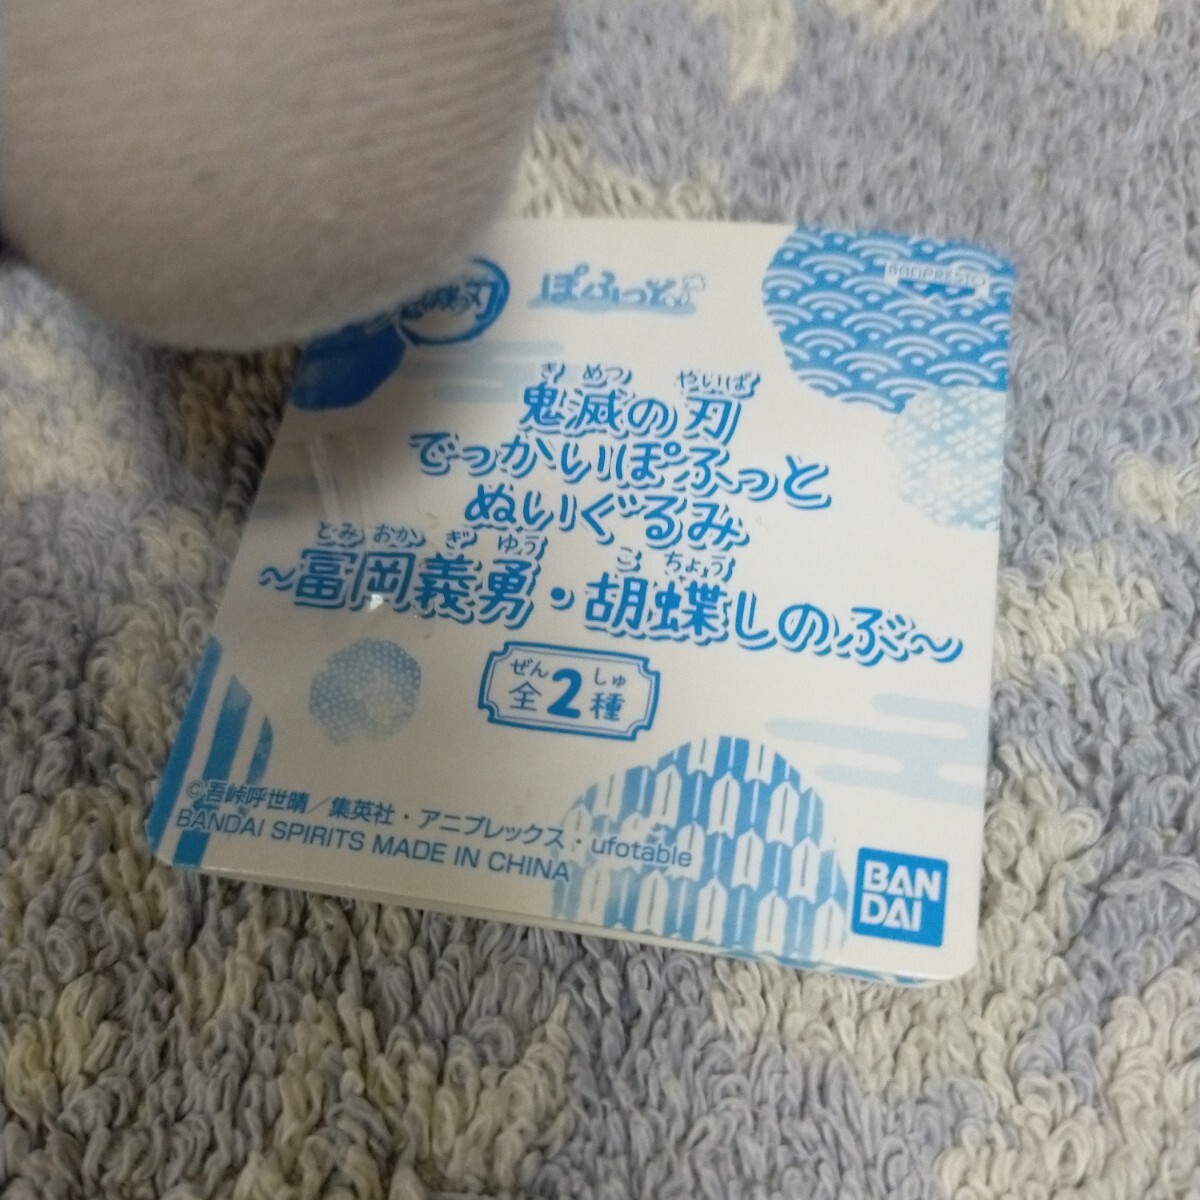 ぽふっと
BANPRESTO
きめつ やいば
鬼滅の刃
でっかいぽふっと
ぬいぐるみ
とみおかぎゆう こちょう
～冨岡義勇・胡蝶しのぶ～
ぜん しゅ
全2種
©吾峠呼世晴／集英社・アニプレックス・ufotable
BANDAI SPIRITS MADE IN CHINA
BAN
DAI